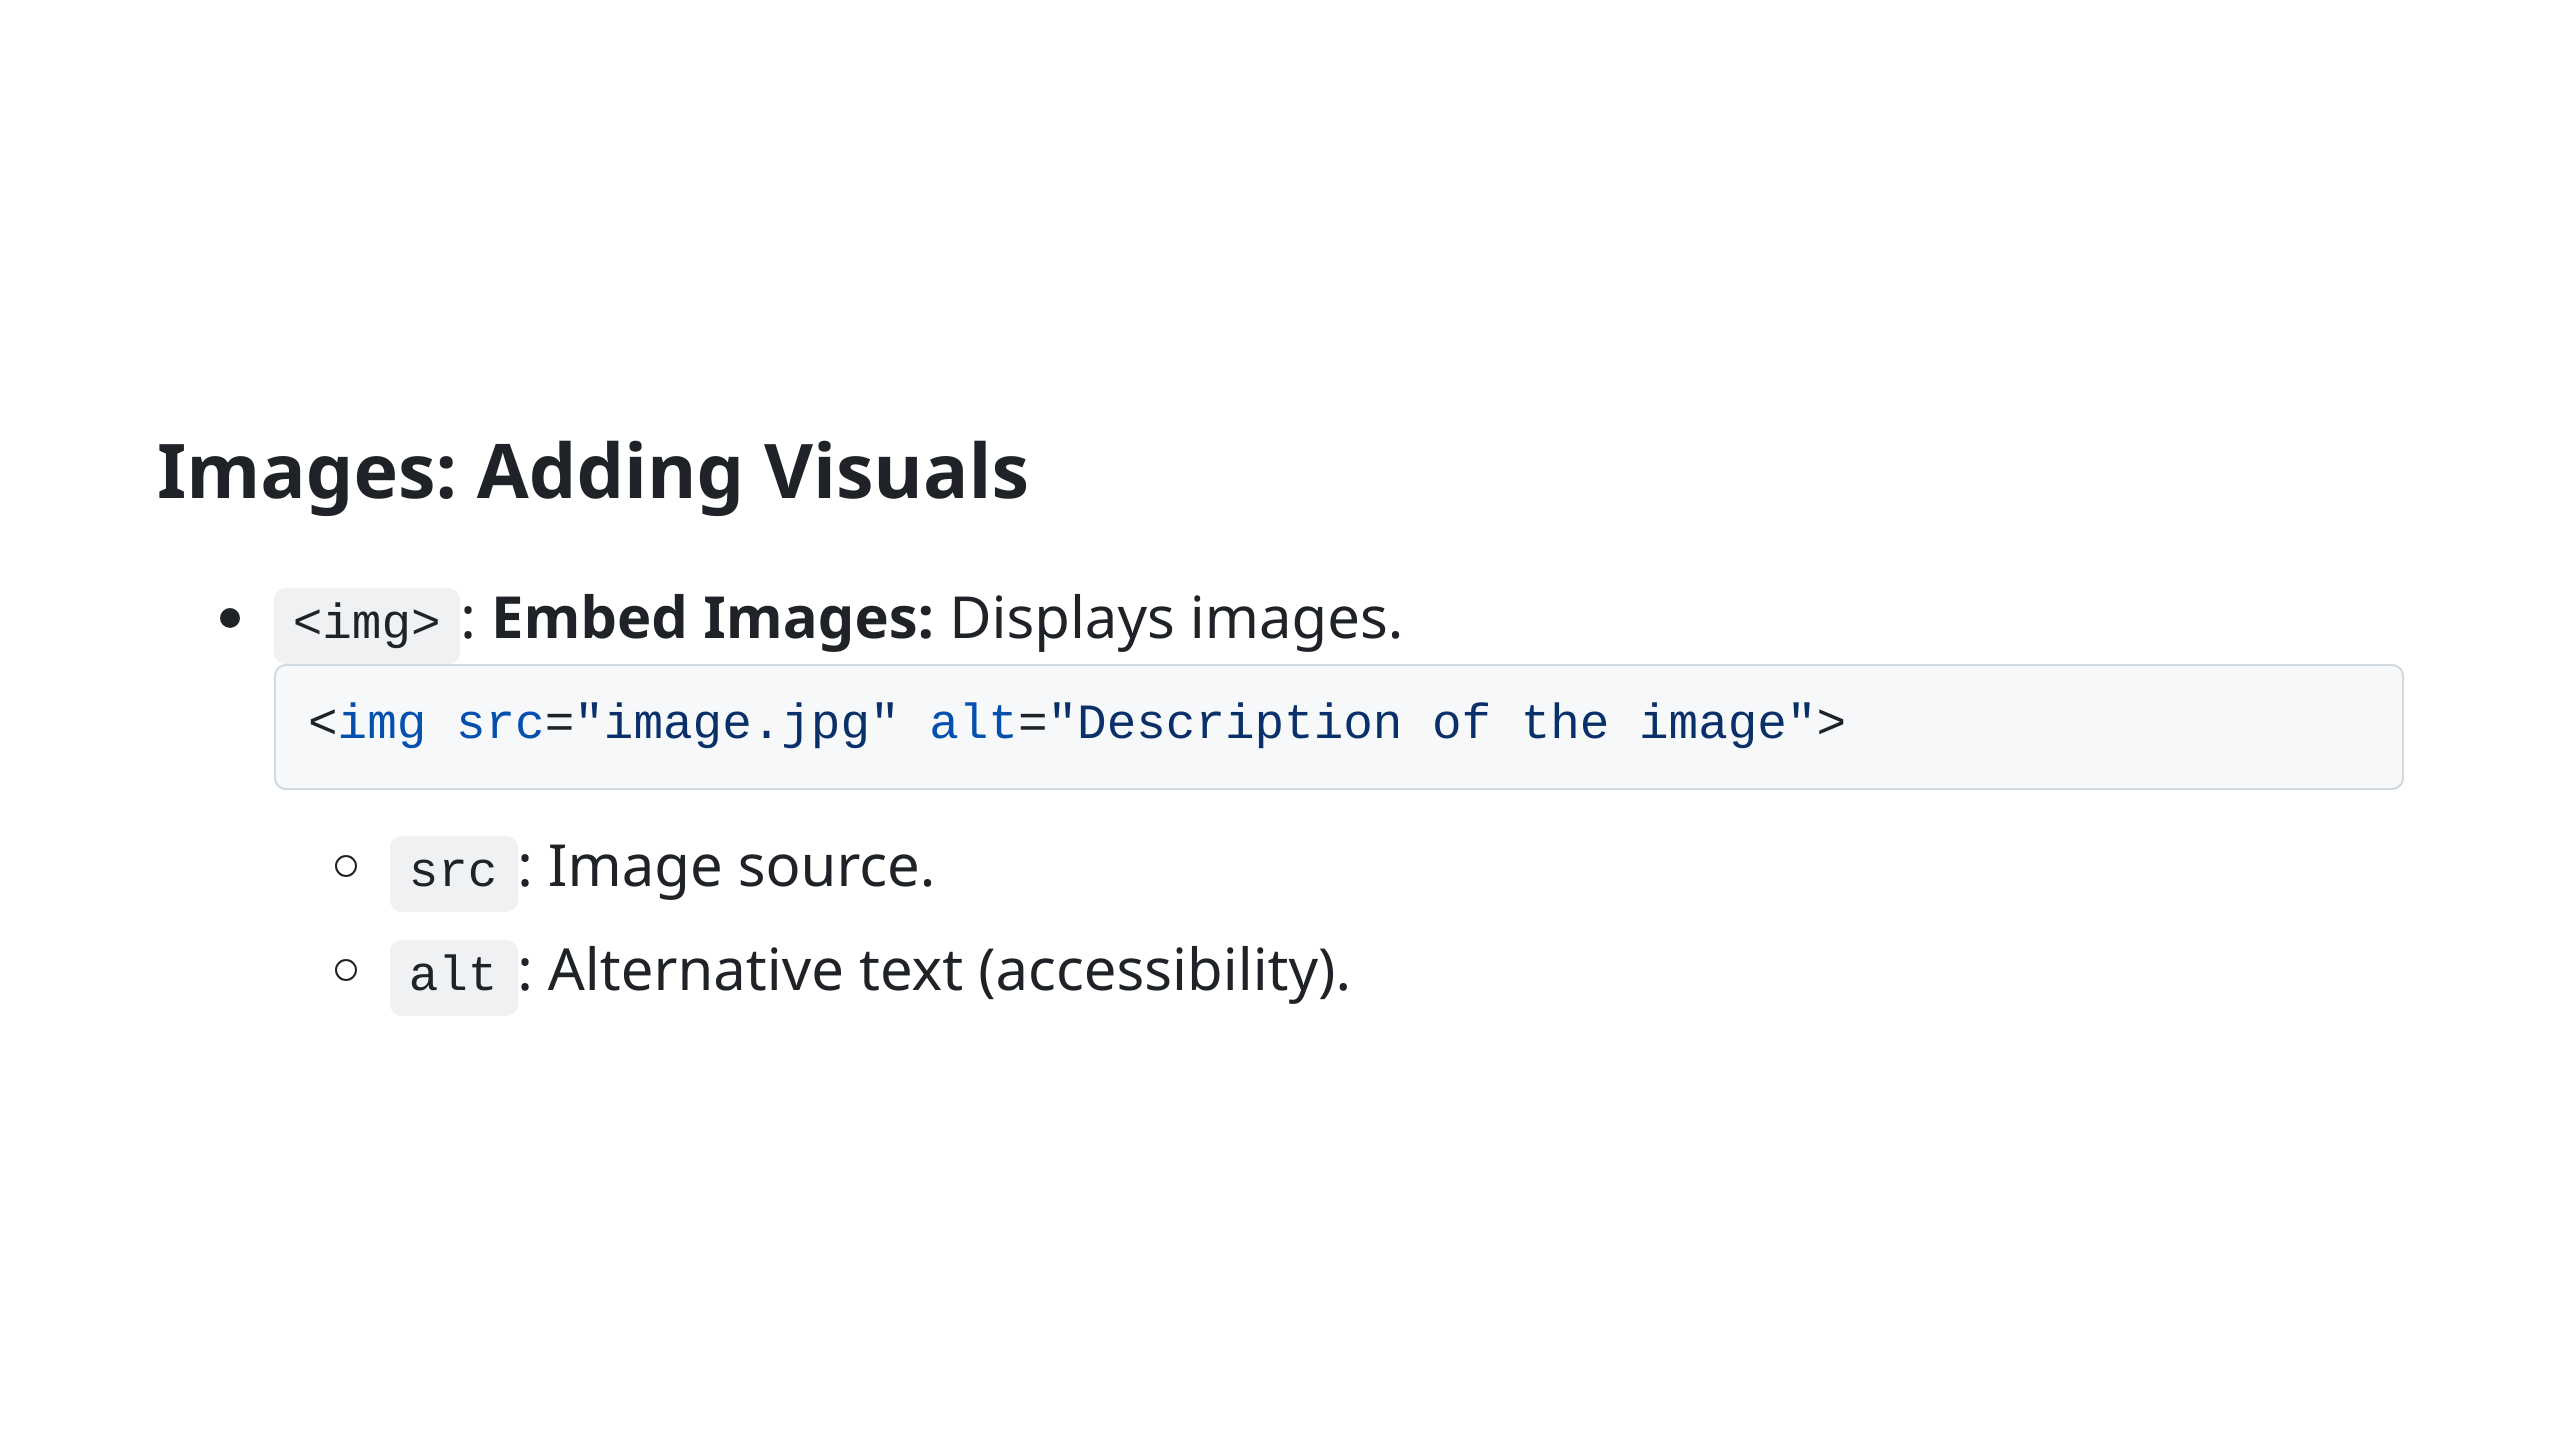 Images: Adding Visuals
<img>: Embed Images: Displays images.
<img src="image.jpg" alt="Description of the image">
src: Image source.
alt: Alternative text (accessibility).